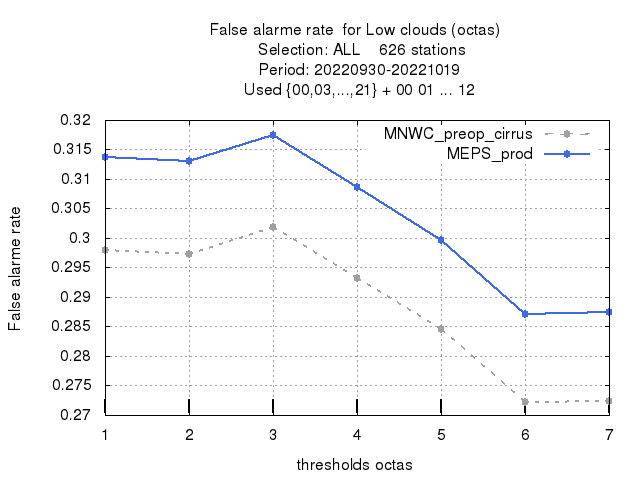 False alarme rate  for Low clouds (octas)
Selection: ALL    626 stations
Period: 20220930-20221019
Used {00,03,...,21} + 00 01 ... 12
MNWC_preop_cirrus
MEPS_prod
0.32
0.315
0.31
0.305
0.3
0.295
0.29
0.285
0.28
0.275
0.27
False alarme rate
1 2 3 4 5 6 7
thresholds octas